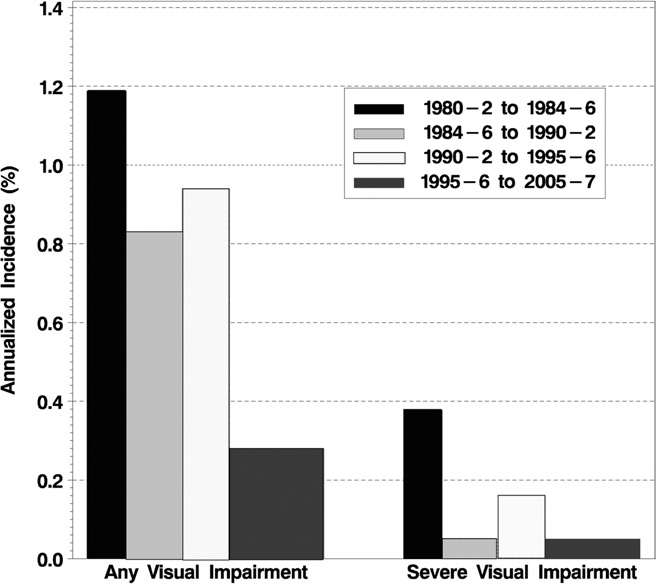 1.4
1.2
1.0
0.8
0.6
0.4
0.2
0.0
Annualized Incidence (%)
1980–2 to 1984–6
1984–6 to 1990–2
1990–2 to 1995–6
1995–6 to 2005–7
Any Visual Impairment
Severe Visual Impairment